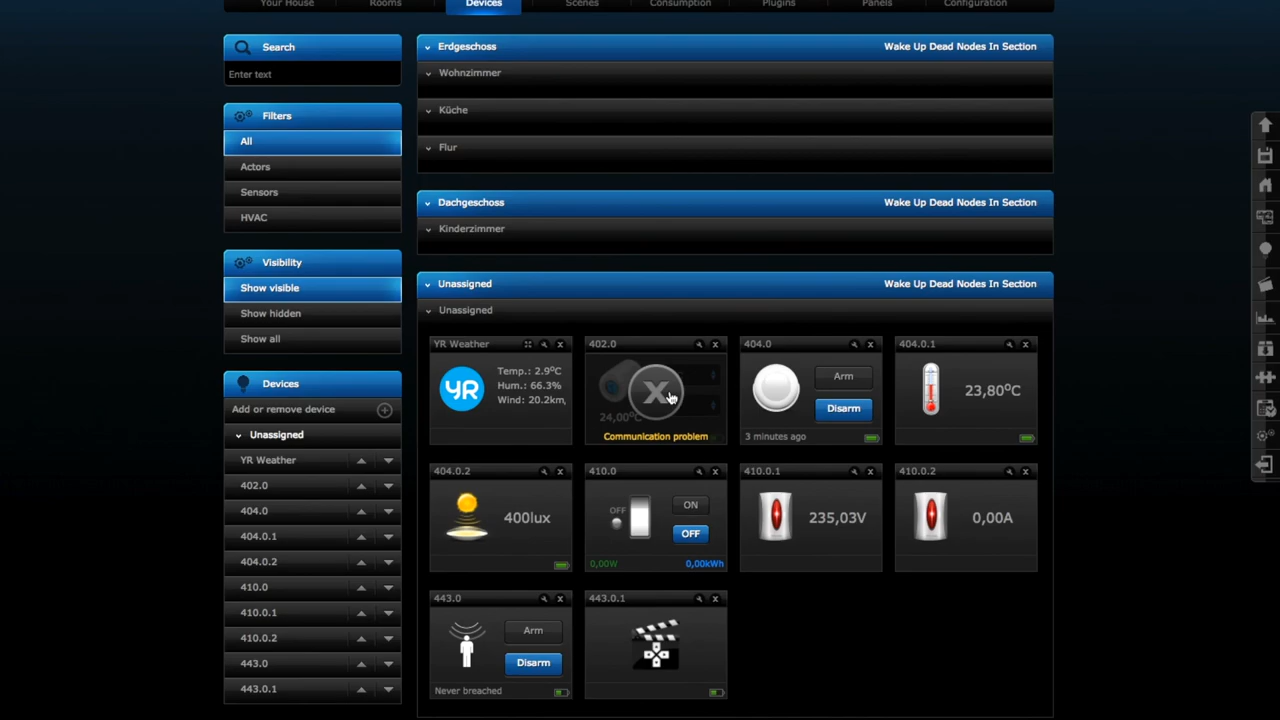 Your House
Rooms
Devices
Scenes
Consumption
Plugins
Panels
Configuration
Search
Enter text
Filters
All
Actors
Sensors
HVAC
Visibility
Show visible
Show hidden
Show all
Devices
Add or remove device
Unassigned
YR Weather
402.0
404.0
404.0.1
404.0.2
410.0
410.0.1
410.0.2
443.0
443.0.1
Erdgeschoss
Wake Up Dead Nodes In Section
Wohnzimmer
Küche
Flur
Dachgeschoss
Wake Up Dead Nodes In Section
Kinderzimmer
Unassigned
Wake Up Dead Nodes In Section
Unassigned
YR Weather
YR
Temp.: 2.9°C
Hum.: 66.3%
Wind: 20.2km,
402.0
24,00°C
Communication problem
404.0
Arm
Disarm
3 minutes ago
404.0.1
23,80°C
404.0.2
400lux
410.0
OFF
ON
OFF
0,00W
0,00kWh
410.0.1
235,03V
410.0.2
0,00A
443.0
Arm
Disarm
Never breached
443.0.1